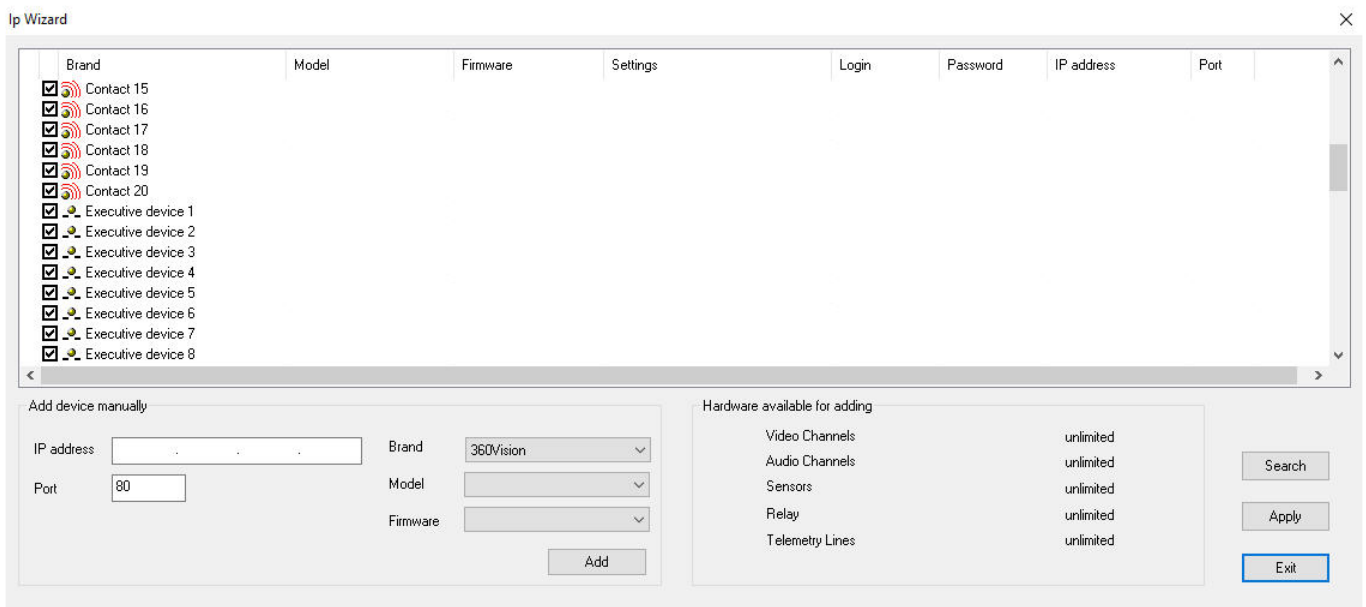 Ip Wizard
Brand Model Firmware Settings Login Password IP address Port
Contact 15
Contact 16
Contact 17
Contact 18
Contact 19
Contact 20
Executive device 1
Executive device 2
Executive device 3
Executive device 4
Executive device 5
Executive device 6
Executive device 7
Executive device 8
Add device manually
IP address . . .
Port 80
Brand 360Vision
Model
Firmware
Add
Hardware available for adding
Video Channels unlimited
Audio Channels unlimited
Sensors unlimited
Relay unlimited
Telemetry Lines unlimited
Search
Apply
Exit